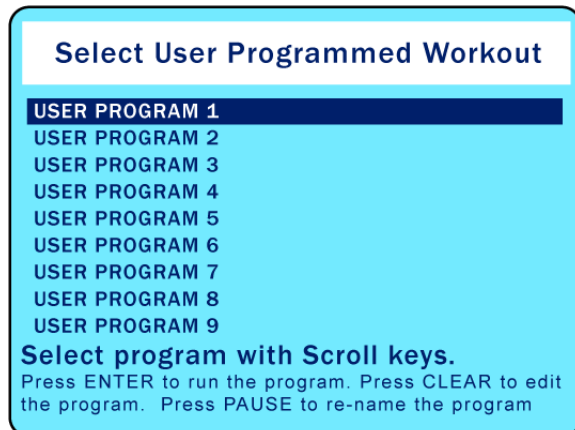 Select User Programmed Workout
USER PROGRAM 1
USER PROGRAM 2
USER PROGRAM 3
USER PROGRAM 4
USER PROGRAM 5
USER PROGRAM 6
USER PROGRAM 7
USER PROGRAM 8
USER PROGRAM 9
Select program with Scroll keys.
Press ENTER to run the program. Press CLEAR to edit
the program. Press PAUSE to re-name the program